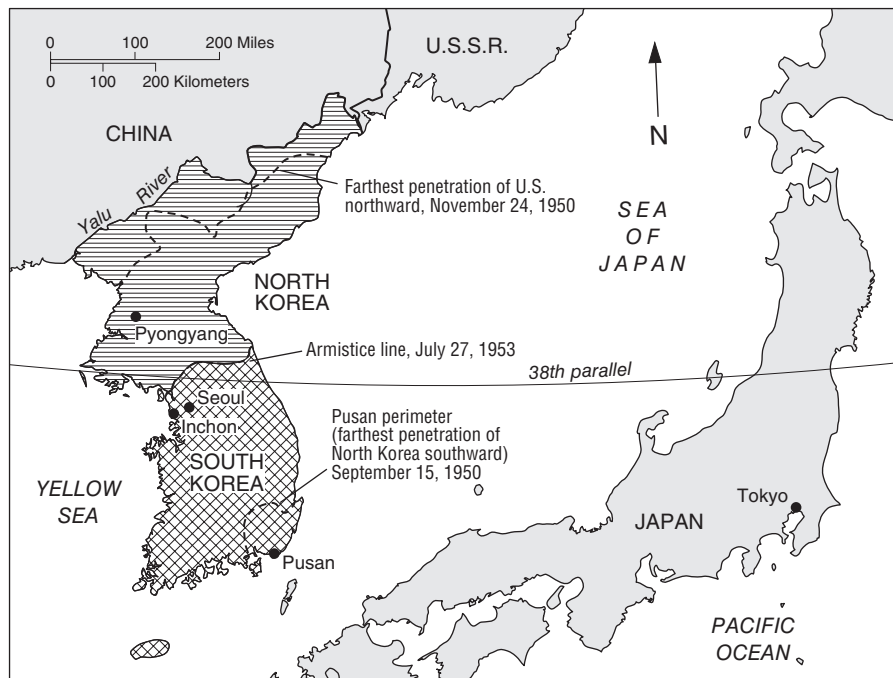 0 100 200 Miles
0 100 200 Kilometers
U.S.S.R.
CHINA
N
Yalu River
Farthest penetration of U.S.
northward, November 24, 1950
SEA
OF
JAPAN
NORTH
KOREA
Pyongyang
Armistice line, July 27, 1953
38th parallel
Seoul
Inchon
Pusan perimeter
(farthest penetration of
North Korea southward)
September 15, 1950
SOUTH
KOREA
YELLOW
SEA
Tokyo
JAPAN
Pusan
PACIFIC
OCEAN